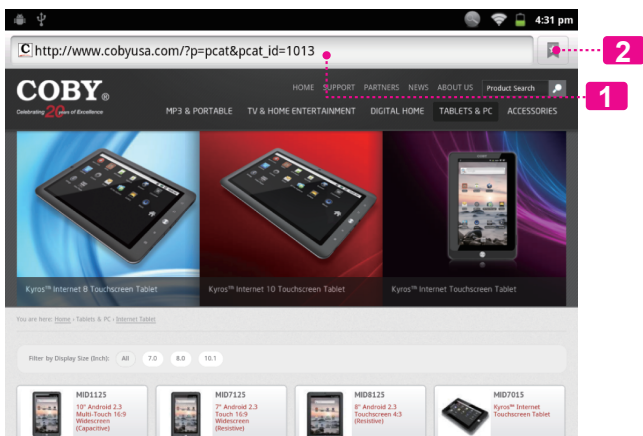 4:31 pm
C http://www.cobyusa.com/?p=pcat&pcat_id=1013
2
1
HOME SUPPORT PARTNERS NEWS ABOUT US Product Search
COBY®
Celebrating 20 years of Excellence
MP3 & PORTABLE TV & HOME ENTERTAINMENT DIGITAL HOME TABLETS & PC ACCESSORIES
Kyros™ Internet 8 Touchscreen Tablet
Kyros™ Internet 10 Touchscreen Tablet
Kyros™ Internet Touchscreen Tablet
You are here: Home › Tablets & PC › Internet Tablet
Filter by Display Size (Inch): All 7.0 8.0 10.1
MID1125
10" Android 2.3
Multi-Touch 16:9
Widescreen
(Capacitive)
MID7125
7" Android 2.3
Touch 16:9
Widescreen
(Resistive)
MID8125
8" Android 2.3
Touchscreen 4:3
(Resistive)
MID7015
Kyros™ Internet
Touchscreen Tablet